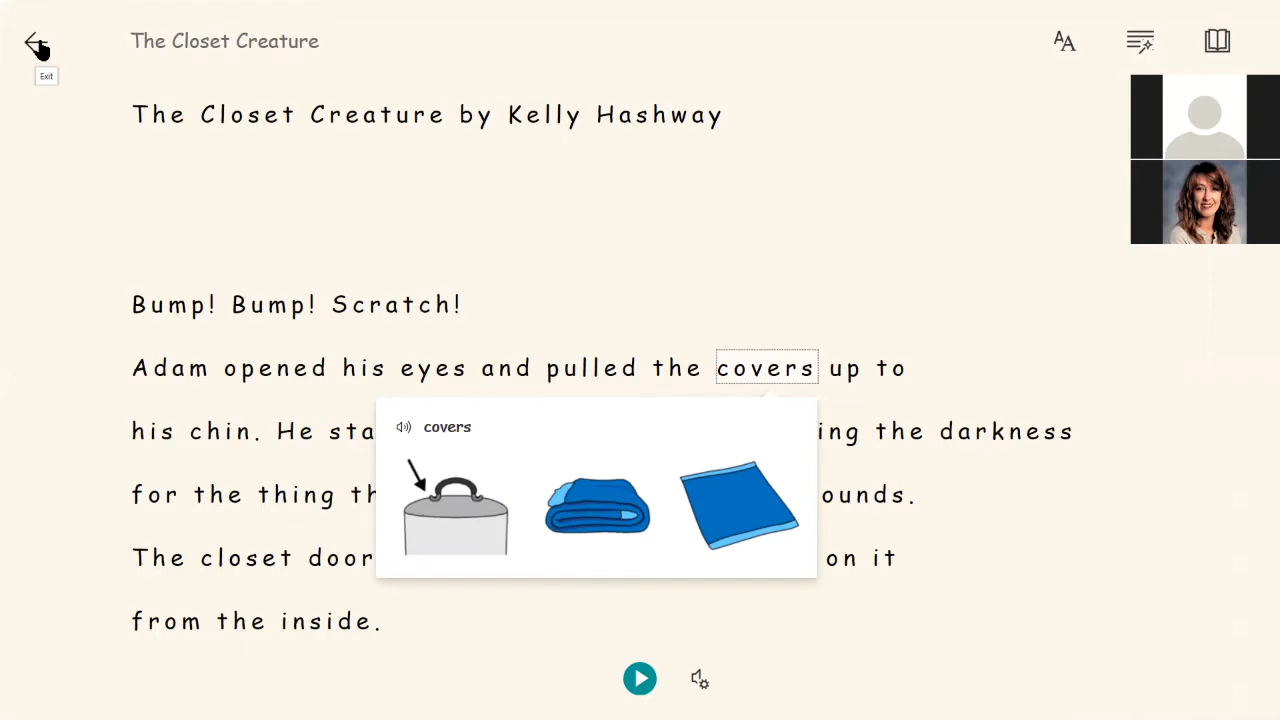 The Closet Creature
Exit
The Closet Creature by Kelly Hashway
Bump! Bump! Scratch!
Adam opened his eyes and pulled the covers up to
his chin. He sta ing the darkness
covers
for the thing th ounds.
The closet door on it
from the inside.